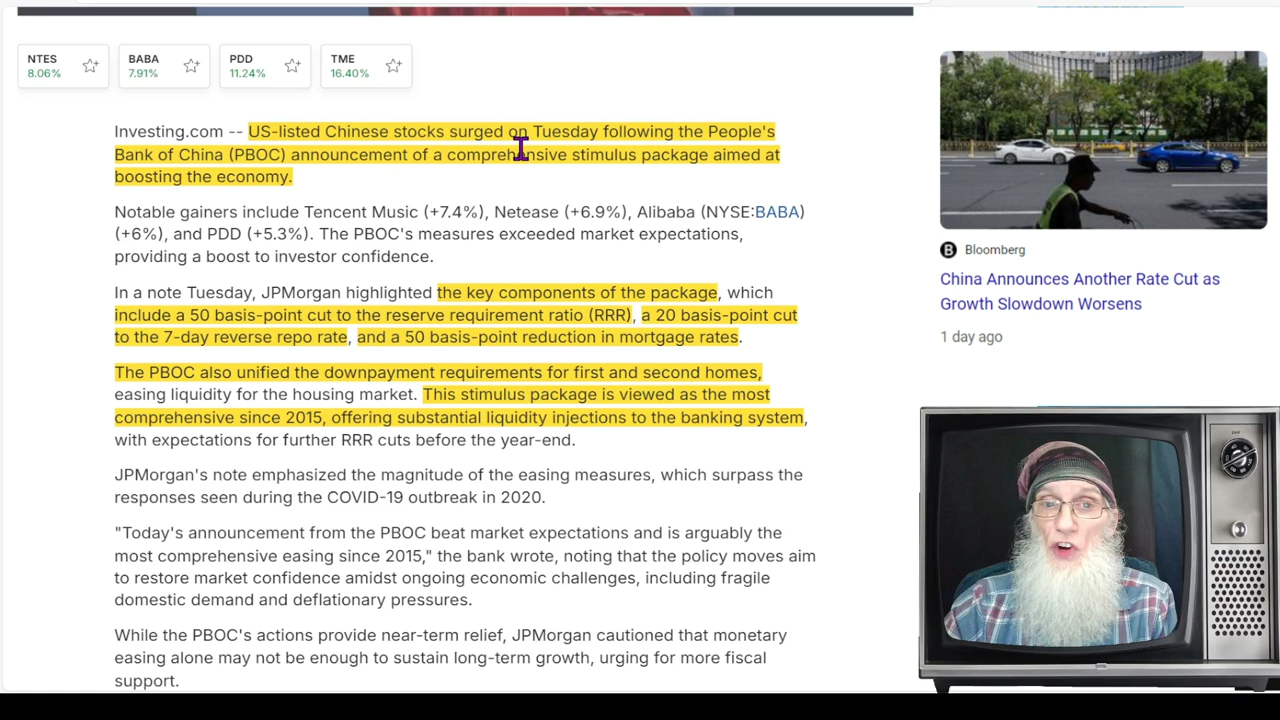 NTES
8.06%
BABA
7.91%
PDD
11.24%
TME
16.40%
Investing.com -- US-listed Chinese stocks surged on Tuesday following the People's
Bank of China (PBOC) announcement of a comprehensive stimulus package aimed at
boosting the economy.
Notable gainers include Tencent Music (+7.4%), Netease (+6.9%), Alibaba (NYSE:BABA)
(+6%), and PDD (+5.3%). The PBOC's measures exceeded market expectations,
providing a boost to investor confidence.
In a note Tuesday, JPMorgan highlighted the key components of the package, which
include a 50 basis-point cut to the reserve requirement ratio (RRR), a 20 basis-point cut
to the 7-day reverse repo rate, and a 50 basis-point reduction in mortgage rates.
The PBOC also unified the downpayment requirements for first and second homes,
easing liquidity for the housing market. This stimulus package is viewed as the most
comprehensive since 2015, offering substantial liquidity injections to the banking system,
with expectations for further RRR cuts before the year-end.
JPMorgan's note emphasized the magnitude of the easing measures, which surpass the
responses seen during the COVID-19 outbreak in 2020.
"Today's announcement from the PBOC beat market expectations and is arguably the
most comprehensive easing since 2015," the bank wrote, noting that the policy moves aim
to restore market confidence amidst ongoing economic challenges, including fragile
domestic demand and deflationary pressures.
While the PBOC's actions provide near-term relief, JPMorgan cautioned that monetary
easing alone may not be enough to sustain long-term growth, urging for more fiscal
support.
B Bloomberg
China Announces Another Rate Cut as
Growth Slowdown Worsens
1 day ago